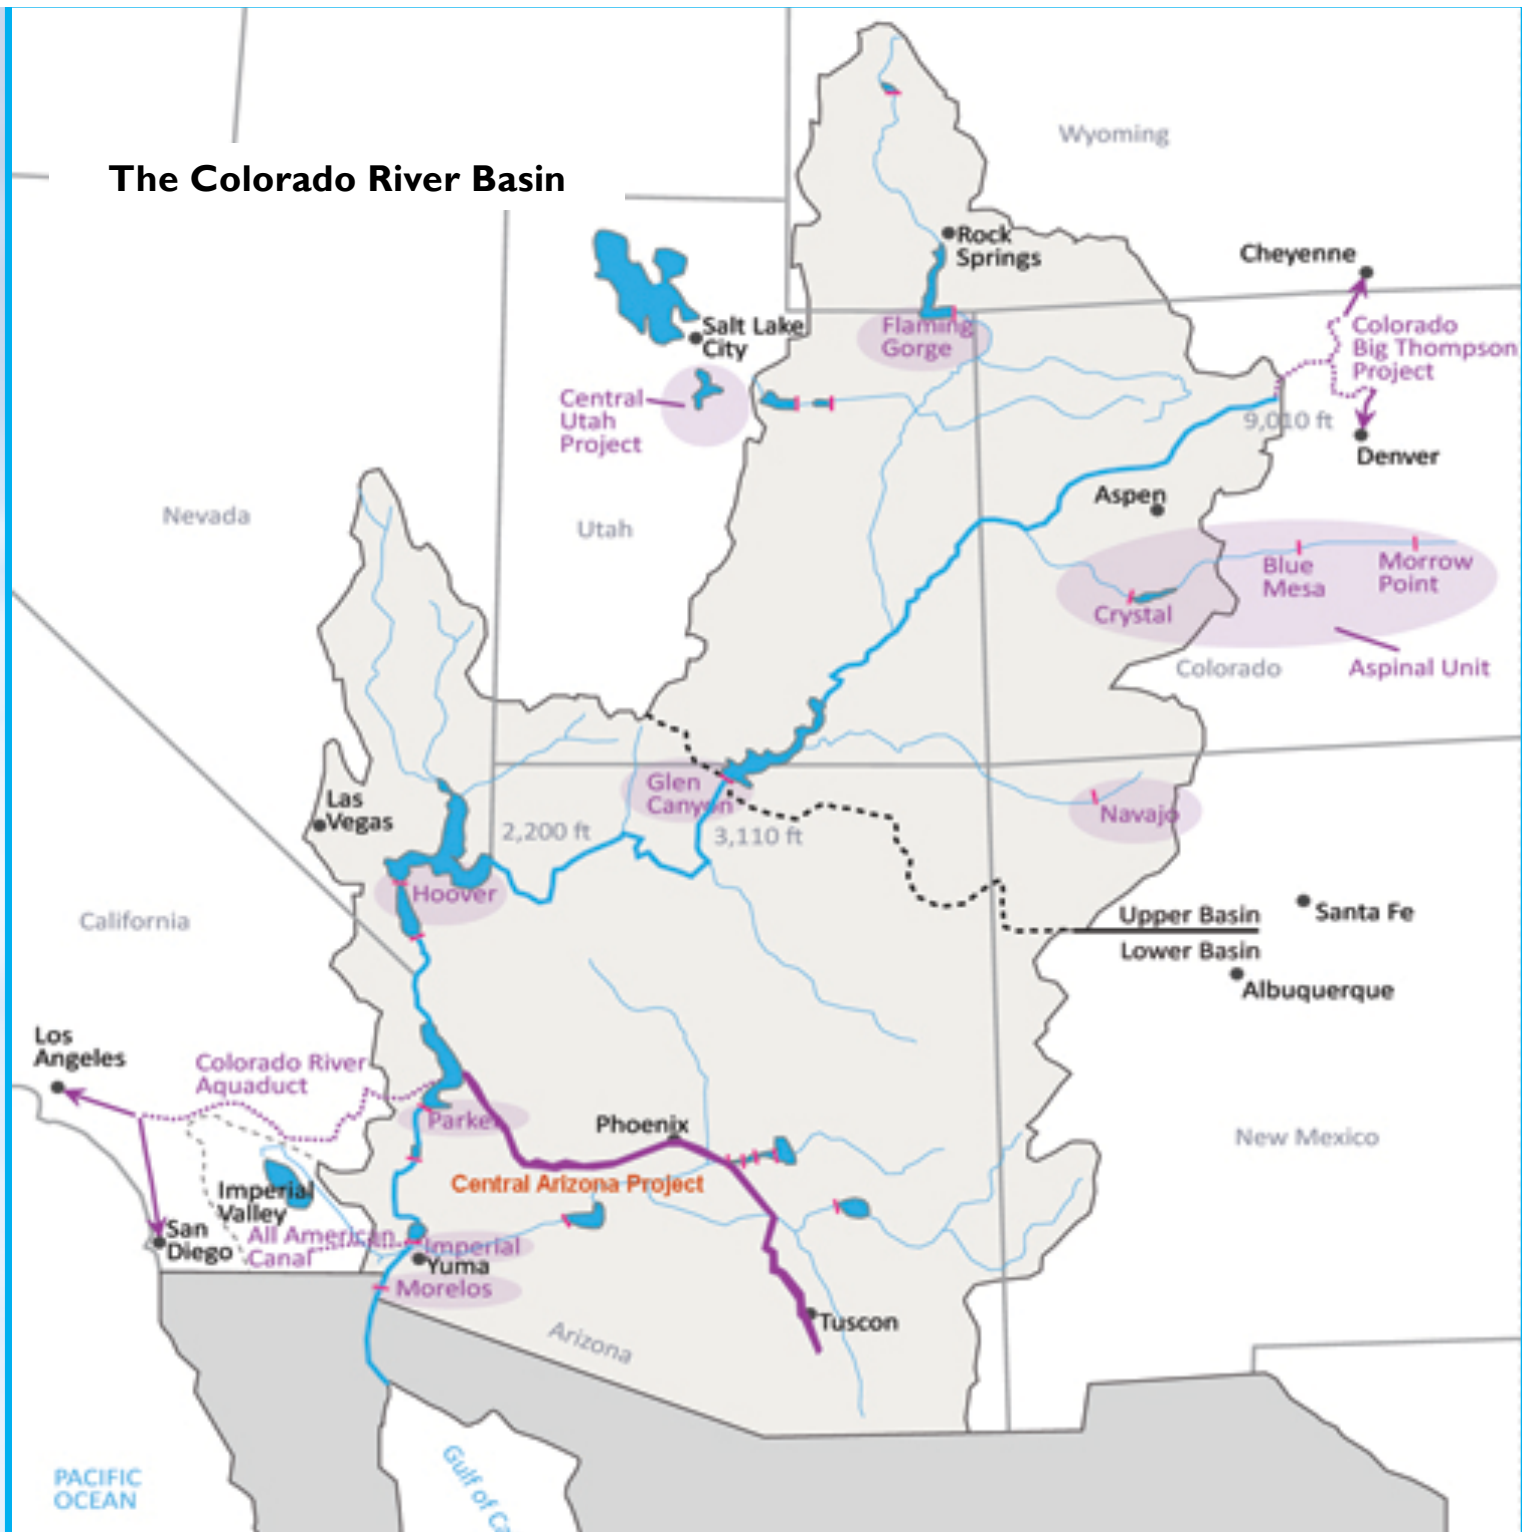 The Colorado River Basin
Wyoming
Rock
Springs
Cheyenne
Salt Lake
City
Flaming
Gorge
Colorado
Big Thompson
Project
Central
Utah
Project
9,010 ft
Denver
Aspen
Nevada
Utah
Blue
Mesa
Morrow
Point
Crystal
Colorado
Aspinal Unit
Las
Vegas
Glen
Canyon
2,200 ft
3,110 ft
Navajo
Hoover
California
Upper Basin
Lower Basin
Santa Fe
Albuquerque
Los
Angeles
Colorado River
Aquaduct
Parker
Phoenix
New Mexico
Central Arizona Project
Imperial
Valley
San
Diego
All American
Canal
Imperial
Yuma
Morelos
Tuscon
Arizona
PACIFIC
OCEAN
Gulf of Ca